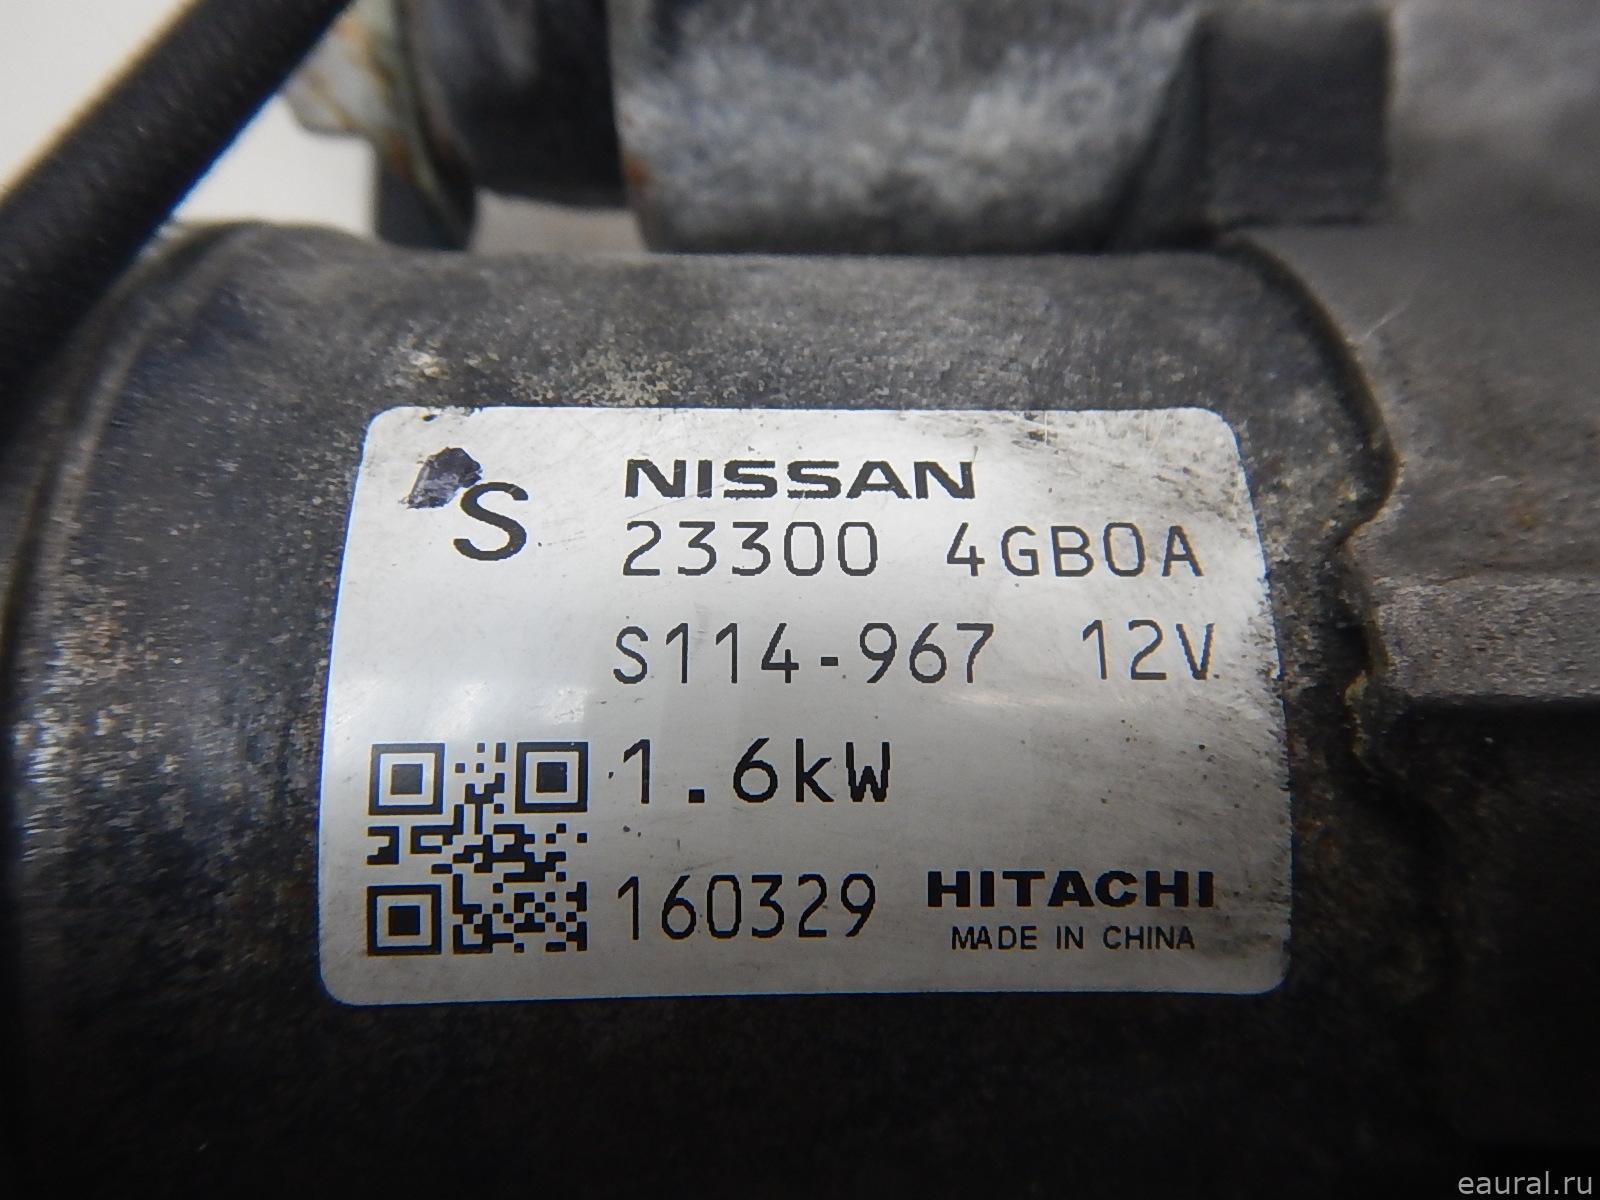 S NISSAN
23300 4GB0A
S114-967 12V
1.6kW
160329 HITACHI
MADE IN CHINA
eaural.ru